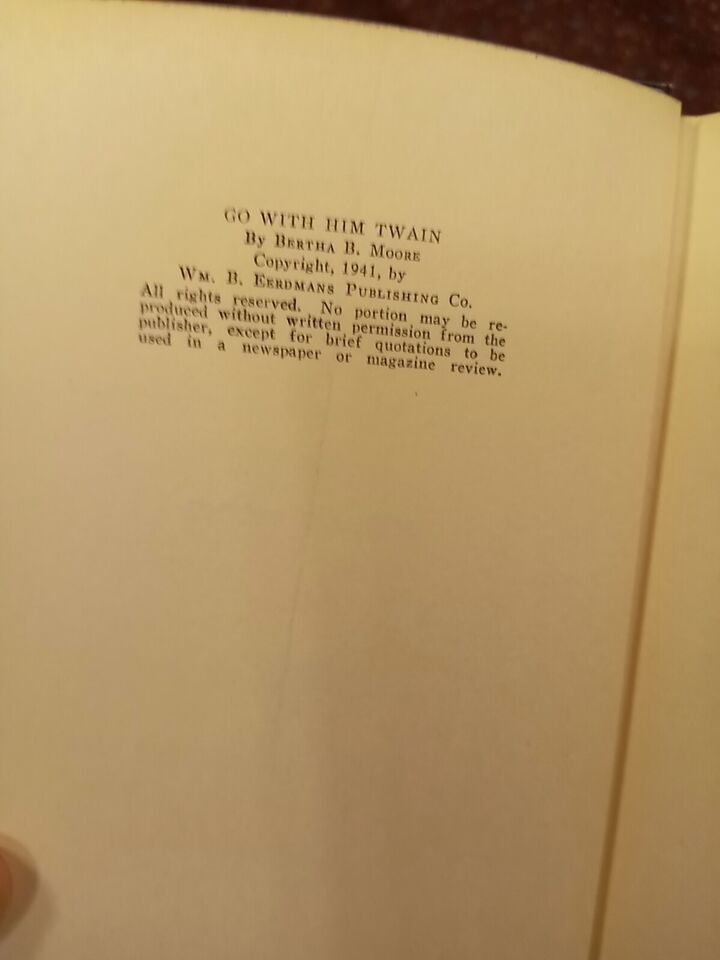 GO WITH HIM TWAIN
By BERTHA B. MOORE
Copyright, 1941, by
WM. B. EERDMANS PUBLISHING CO.
All rights reserved. No portion may be re-
produced without written permission from the
publisher, except for brief quotations to be
used in a newspaper or magazine review.